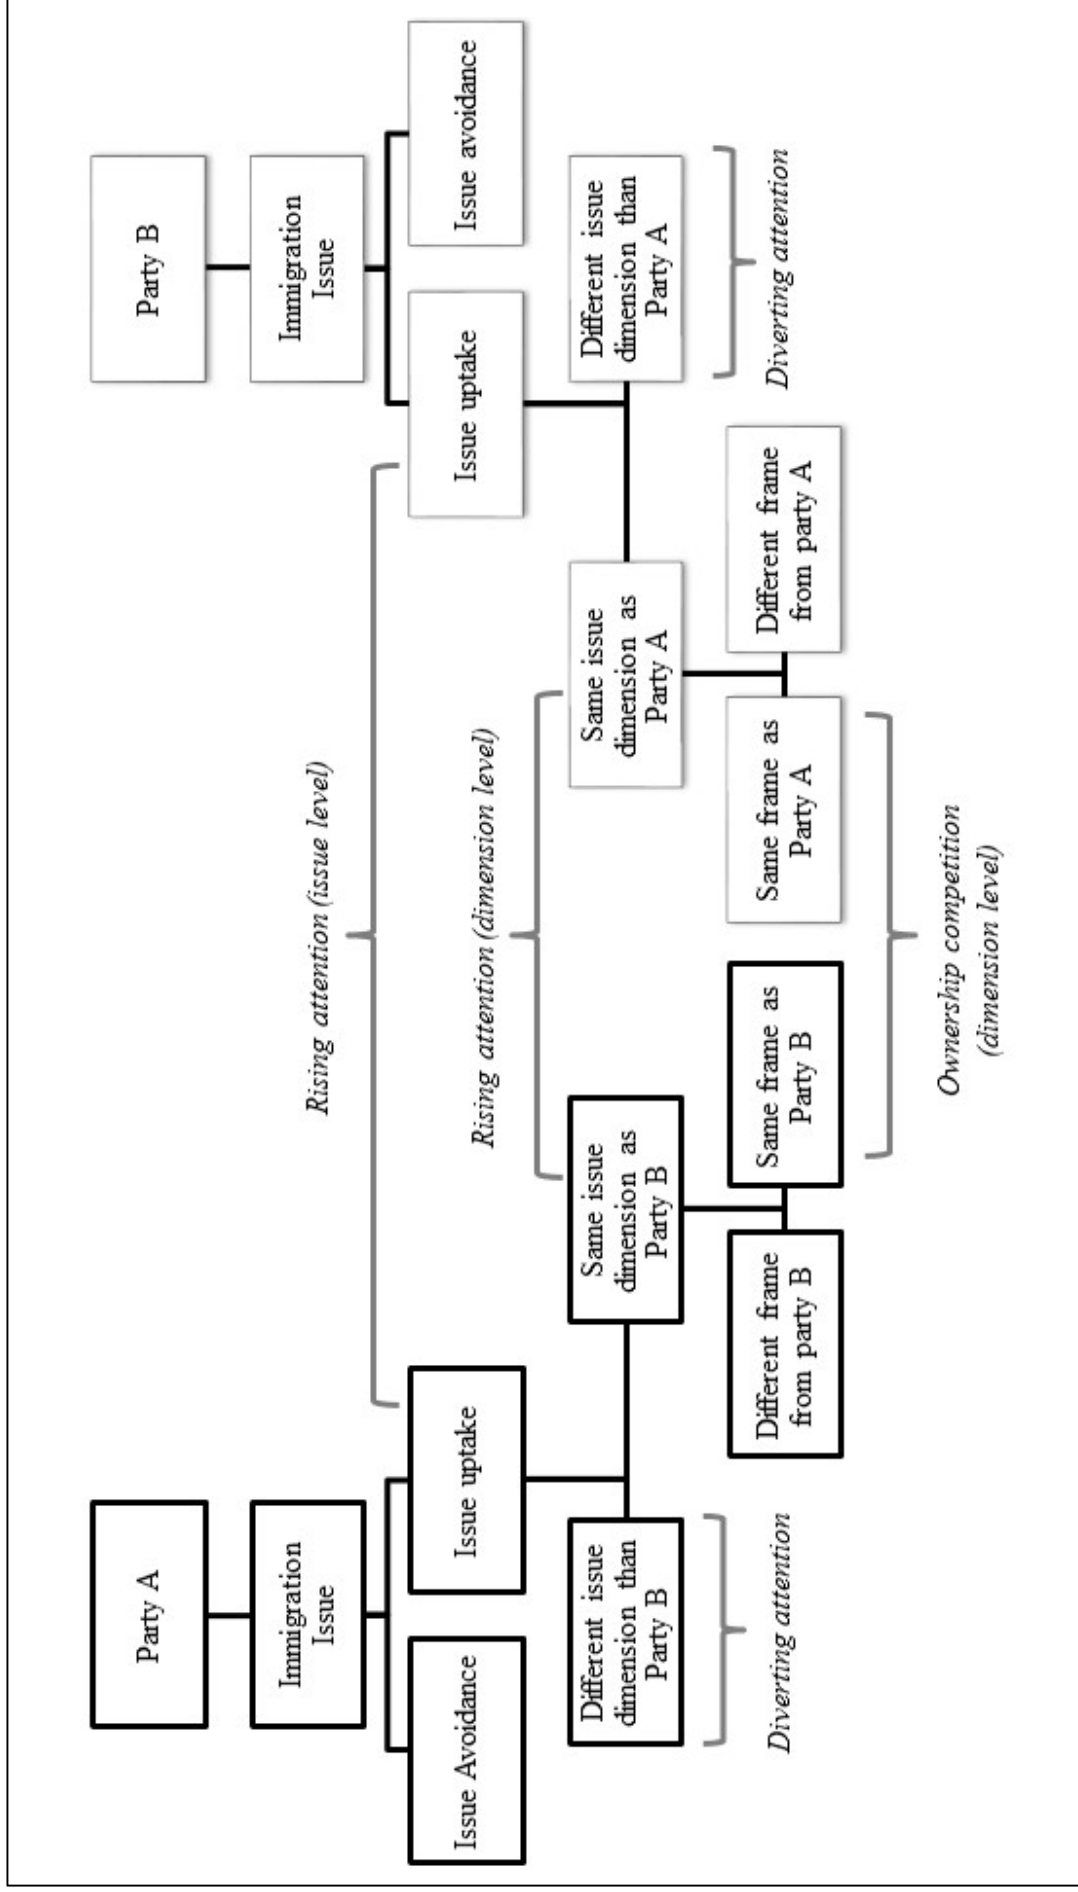 Party A
Party B
Immigration
Issue
Immigration
Issue
Rising attention (issue level)
Issue Avoidance
Issue uptake
Issue uptake
Issue avoidance
Rising attention (dimension level)
Different issue
dimension than
Party B
Same issue
dimension as
Party B
Same issue
dimension as
Party A
Different issue
dimension than
Party A
Diverting attention
Different frame
from party B
Same frame as
Party B
Same frame as
Party A
Different frame
from party A
Diverting attention
Ownership competition
(dimension level)